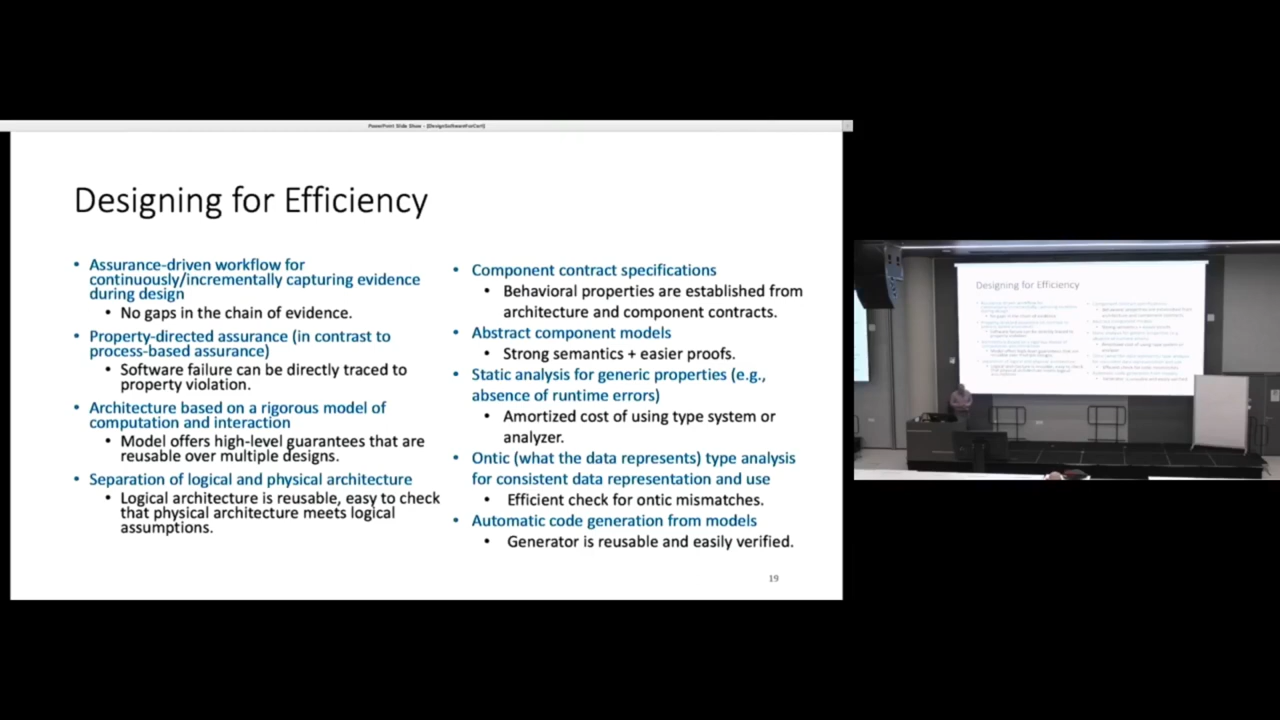 PowerPoint Slide Show - [DesignSoftwareForCert]
Designing for Efficiency
• Assurance-driven workflow for
continuously/incrementally capturing evidence
during design
• No gaps in the chain of evidence.
• Property-directed assurance (in contrast to
process-based assurance)
• Software failure can be directly traced to
property violation.
• Architecture based on a rigorous model of
computation and interaction
• Model offers high-level guarantees that are
reusable over multiple designs.
• Separation of logical and physical architecture
• Logical architecture is reusable, easy to check
that physical architecture meets logical
assumptions.
• Component contract specifications
• Behavioral properties are established from
architecture and component contracts.
• Abstract component models
• Strong semantics + easier proofs.
• Static analysis for generic properties (e.g.,
absence of runtime errors)
• Amortized cost of using type system or
analyzer.
• Ontic (what the data represents) type analysis
for consistent data representation and use
• Efficient check for ontic mismatches.
• Automatic code generation from models
• Generator is reusable and easily verified.
19
Designing for Efficiency